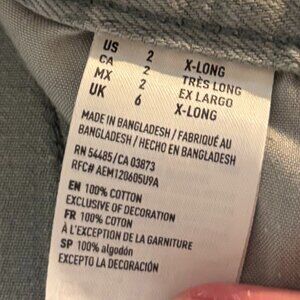 US 2 X-LONG
CA 2 TRÈS LONG
MX 2 EX LARGO
UK 6 X-LONG
MADE IN BANGLADESH / FABRIQUÉ AU
BANGLADESH / HECHO EN BANGLADESH
RN 54485/CA 03873
RFC# AEM120605U9A
EN 100% COTTON
EXCLUSIVE OF DECORATION
FR 100% COTON
À L'EXCEPTION DE LA GARNITURE
SP 100% algodón
EXCEPTO LA DECORACIÓN